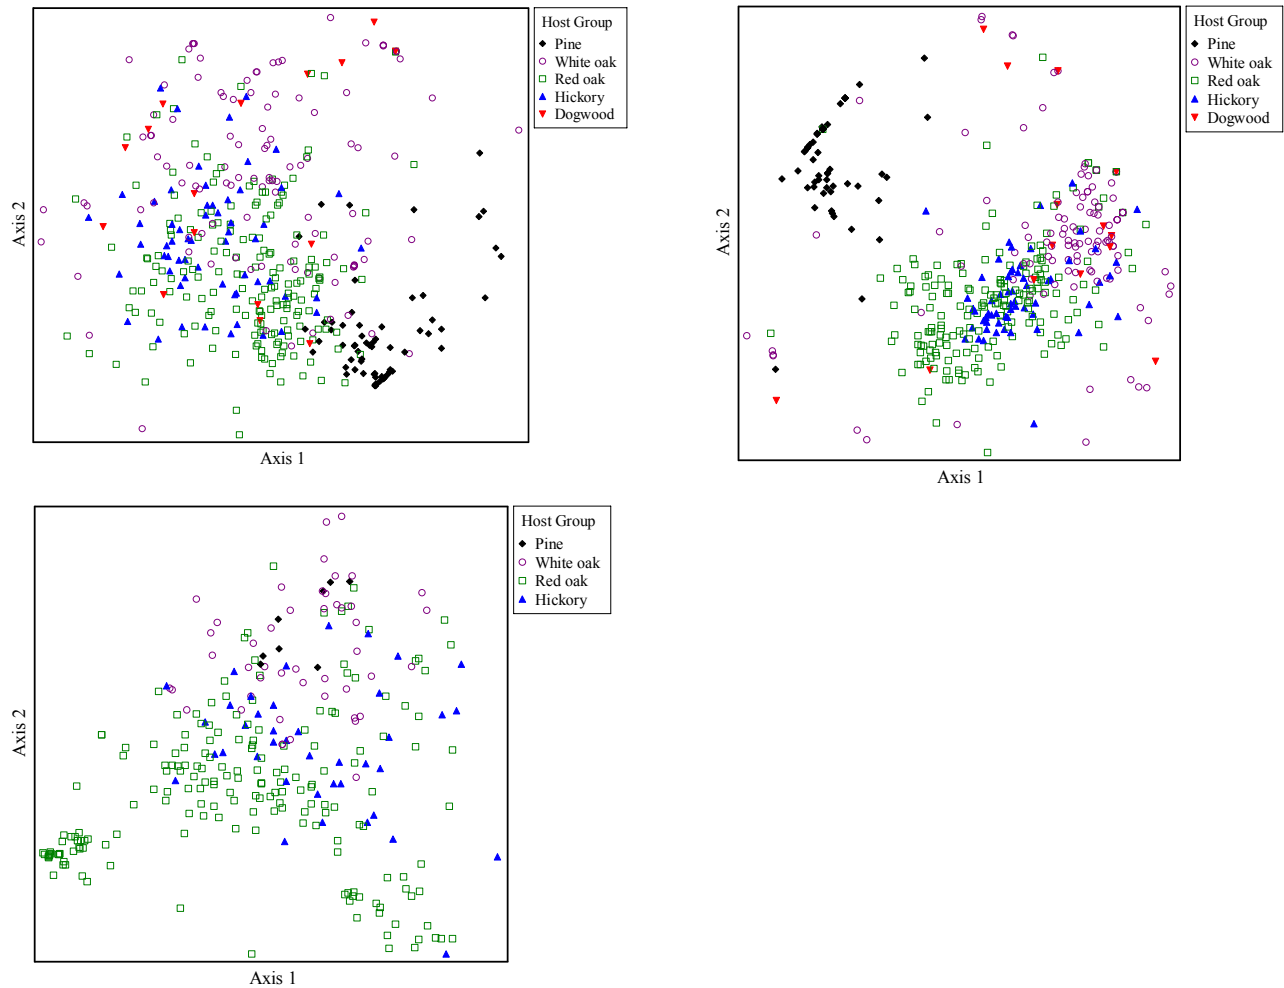 Host Group
Pine
White oak
Red oak
Hickory
Dogwood
Axis 2
Axis 1
Host Group
Pine
White oak
Red oak
Hickory
Dogwood
Axis 2
Axis 1
Host Group
Pine
White oak
Red oak
Hickory
Axis 2
Axis 1